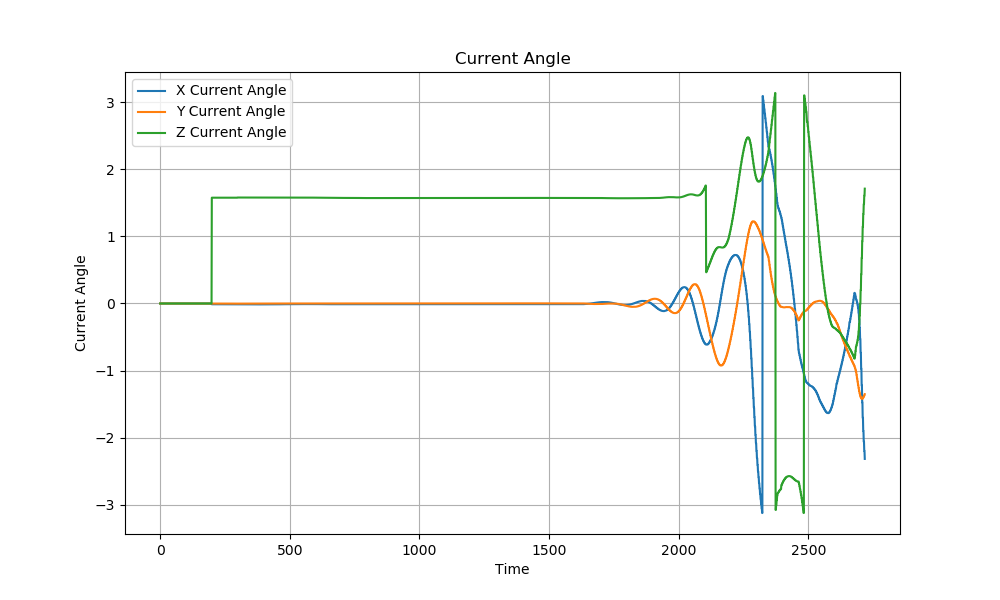 Current Angle
X Current Angle
Y Current Angle
Z Current Angle
3
2
1
0
−1
−2
−3
Current Angle
0 500 1000 1500 2000 2500
Time